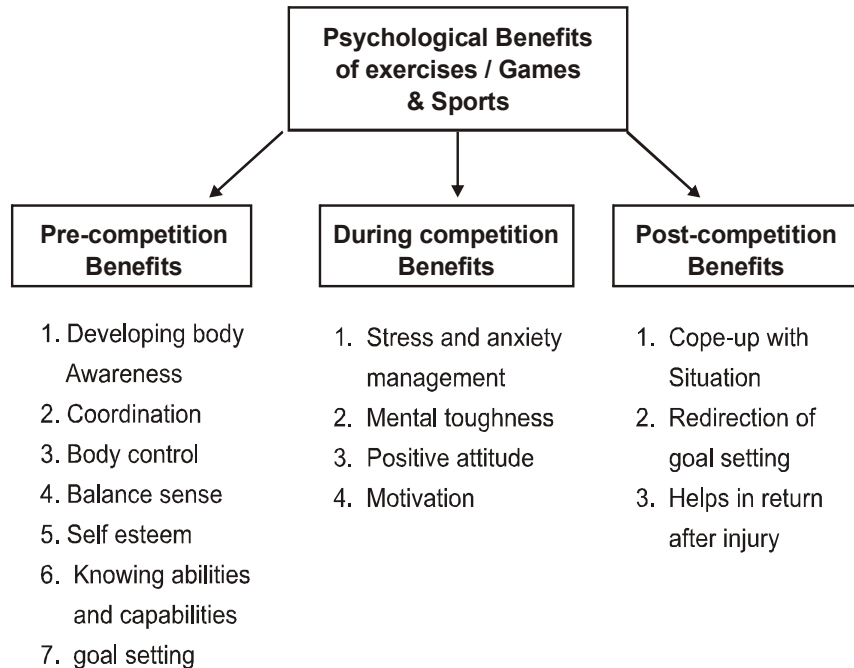 Psychological Benefits
of exercises / Games
& Sports
Pre-competition
Benefits
1. Developing body
Awareness
2. Coordination
3. Body control
4. Balance sense
5. Self esteem
6. Knowing abilities
and capabilities
7. goal setting
During competition
Benefits
1. Stress and anxiety
management
2. Mental toughness
3. Positive attitude
4. Motivation
Post-competition
Benefits
1. Cope-up with
Situation
2. Redirection of
goal setting
3. Helps in return
after injury